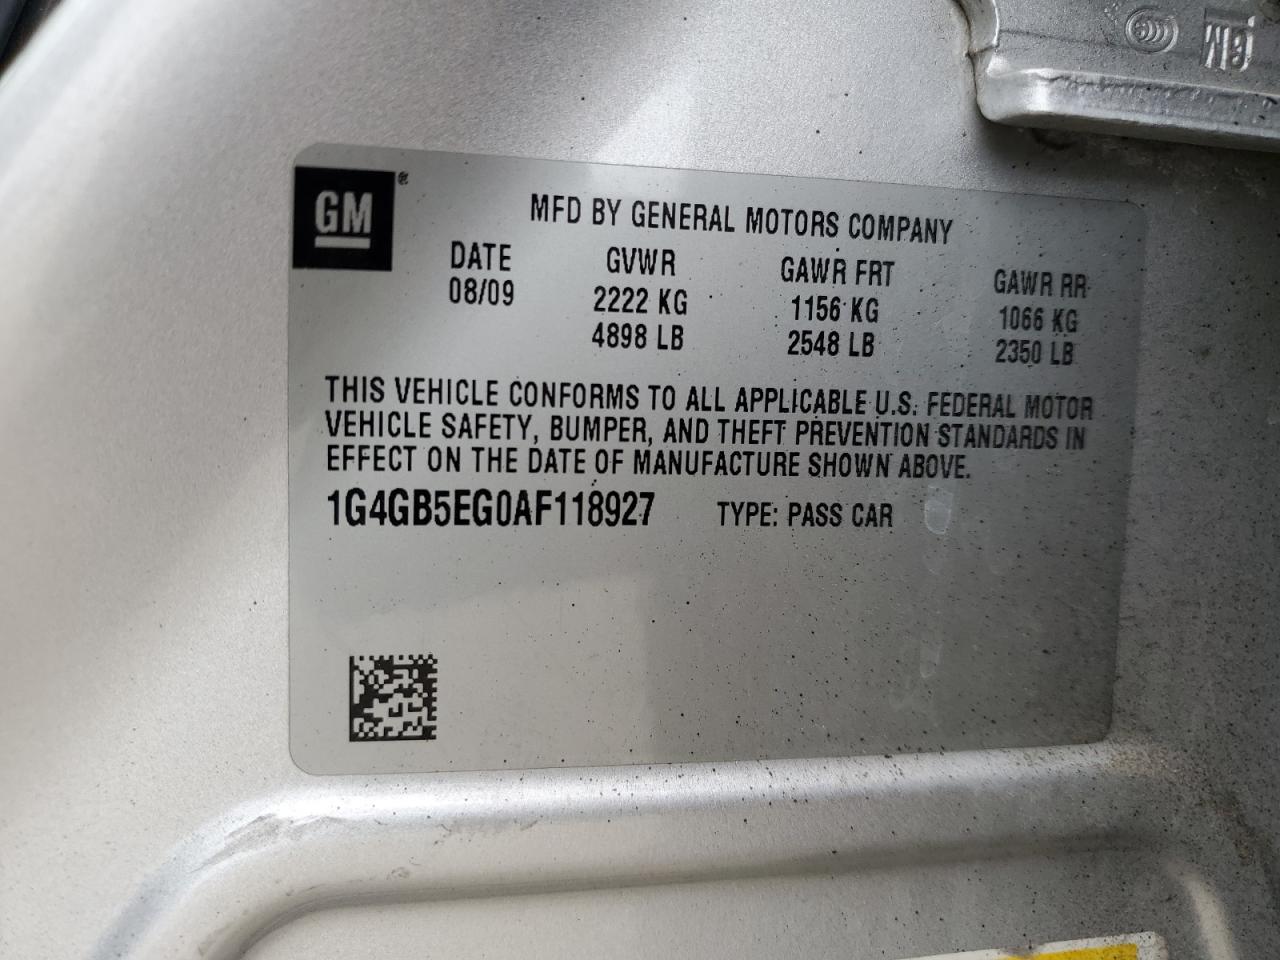 GM
GM
MFD BY GENERAL MOTORS COMPANY
DATE GVWR GAWR FRT GAWR RR
08/09 2222 KG 1156 KG 1066 KG
4898 LB 2548 LB 2350 LB
THIS VEHICLE CONFORMS TO ALL APPLICABLE U.S. FEDERAL MOTOR
VEHICLE SAFETY, BUMPER, AND THEFT PREVENTION STANDARDS IN
EFFECT ON THE DATE OF MANUFACTURE SHOWN ABOVE.
1G4GB5EG0AF118927 TYPE: PASS CAR